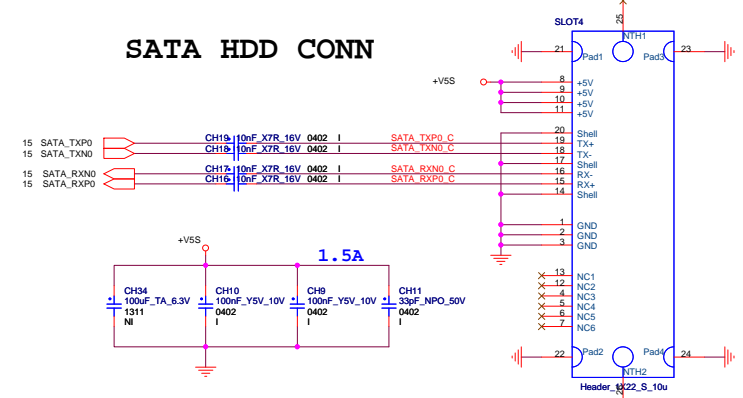 SLOT4
25
NTH1
SATA HDD CONN
21 Pad1 Pad3 23
+V5S
8 +5V
9 +5V
10 +5V
11 +5V
20 Shell
15 SATA_TXP0 CH19 10nF_X7R_16V 0402 I SATA_TXP0_C 19 TX+
15 SATA_TXN0 CH18 10nF_X7R_16V 0402 I SATA_TXN0_C 18 TX-
17 Shell
15 SATA_RXN0 CH17 10nF_X7R_16V 0402 I SATA_RXN0_C 16 RX-
15 SATA_RXP0 CH16 10nF_X7R_16V 0402 I SATA_RXP0_C 15 RX+
14 Shell
1 GND
2 GND
3 GND
+V5S
1.5A
13 NC1
12 NC2
4 NC3
5 NC4
6 NC5
7 NC6
CH34 CH10 CH9 CH11
100uF_TA_6.3V 100nF_Y5V_10V 100nF_Y5V_10V 33pF_NPO_50V
1311 0402 0402 0402
NI I I I
22 Pad2 Pad4 24
NTH2
Header_1X22_S_10u